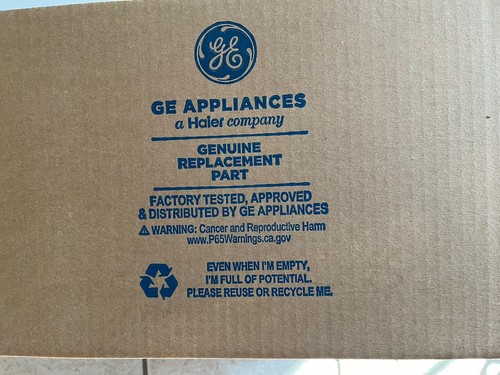 GE
GE APPLIANCES
a Haier company
GENUINE
REPLACEMENT
PART
FACTORY TESTED, APPROVED
& DISTRIBUTED BY GE APPLIANCES
⚠ WARNING: Cancer and Reproductive Harm
www.P65Warnings.ca.gov
EVEN WHEN I'M EMPTY,
I'M FULL OF POTENTIAL.
PLEASE REUSE OR RECYCLE ME.